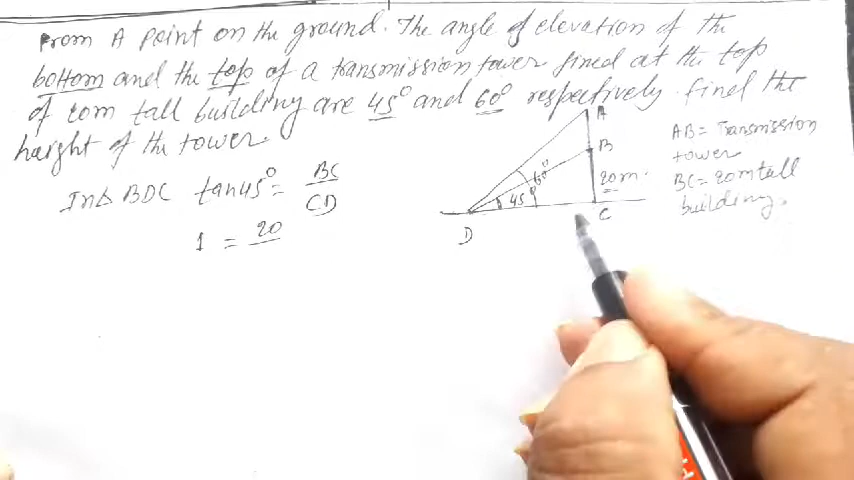 From A point on the ground. The angle of elevation of the
bottom and the top of a transmission tower fined at the top
of 20m tall building are 45° and 60° respectively. find the
height of the tower.
A
B
60°
20m.
45°
C
D
AB = Transmission
tower
BC = 20m tall
building.
In Δ BDC tan45° = BC
CD
1 = 20